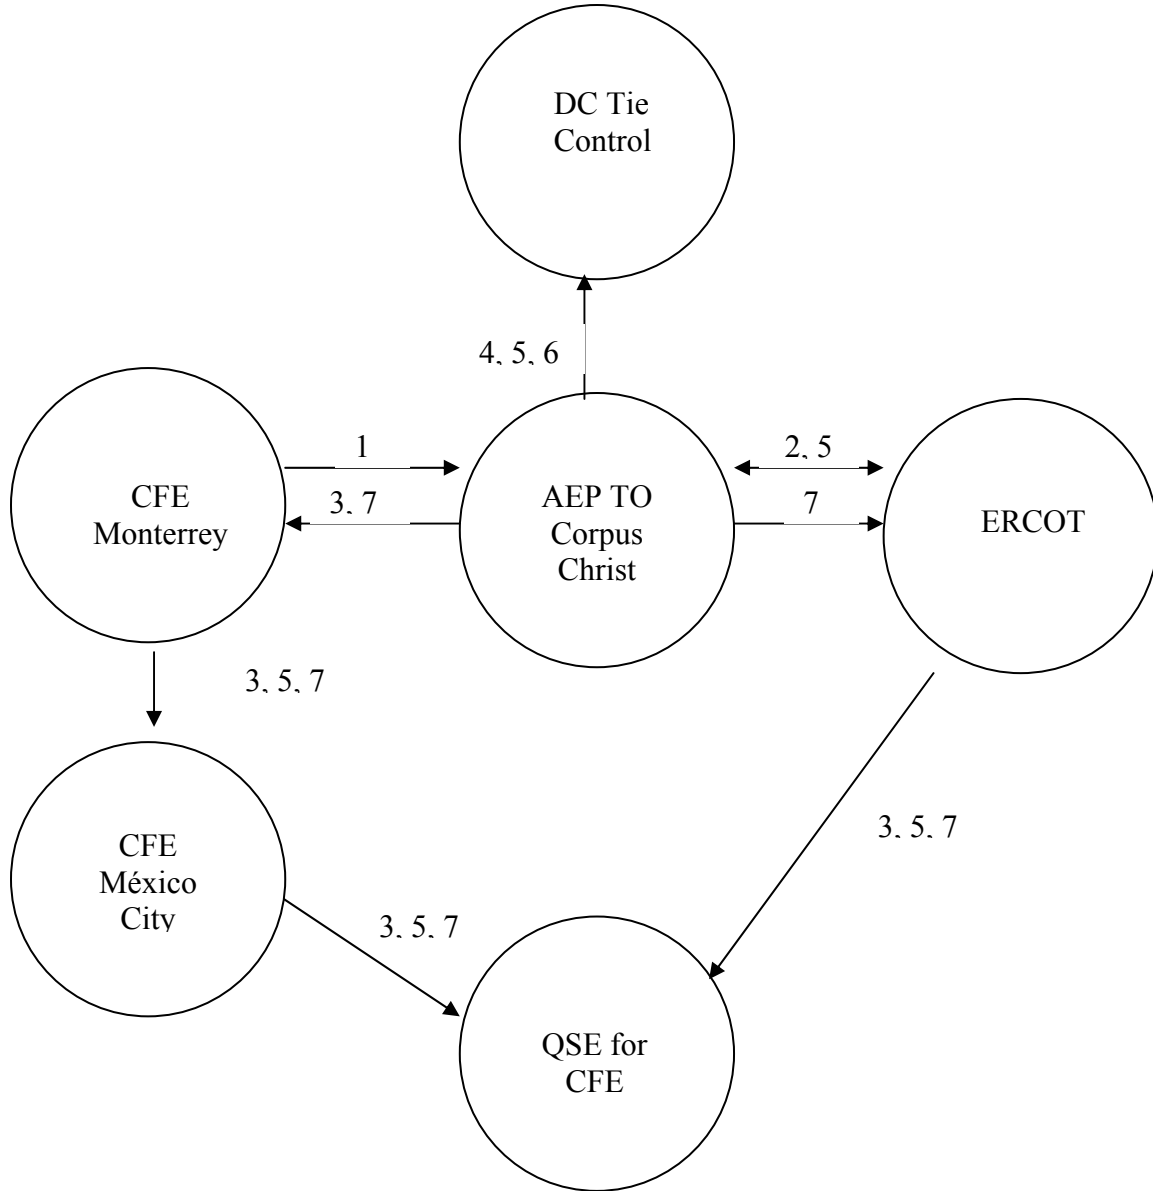 DC Tie
Control
4, 5, 6
1
2, 5
CFE
Monterrey
3, 7
AEP TO
Corpus
Christ
7
ERCOT
3, 5, 7
3, 5, 7
CFE
México
City
3, 5, 7
QSE for
CFE